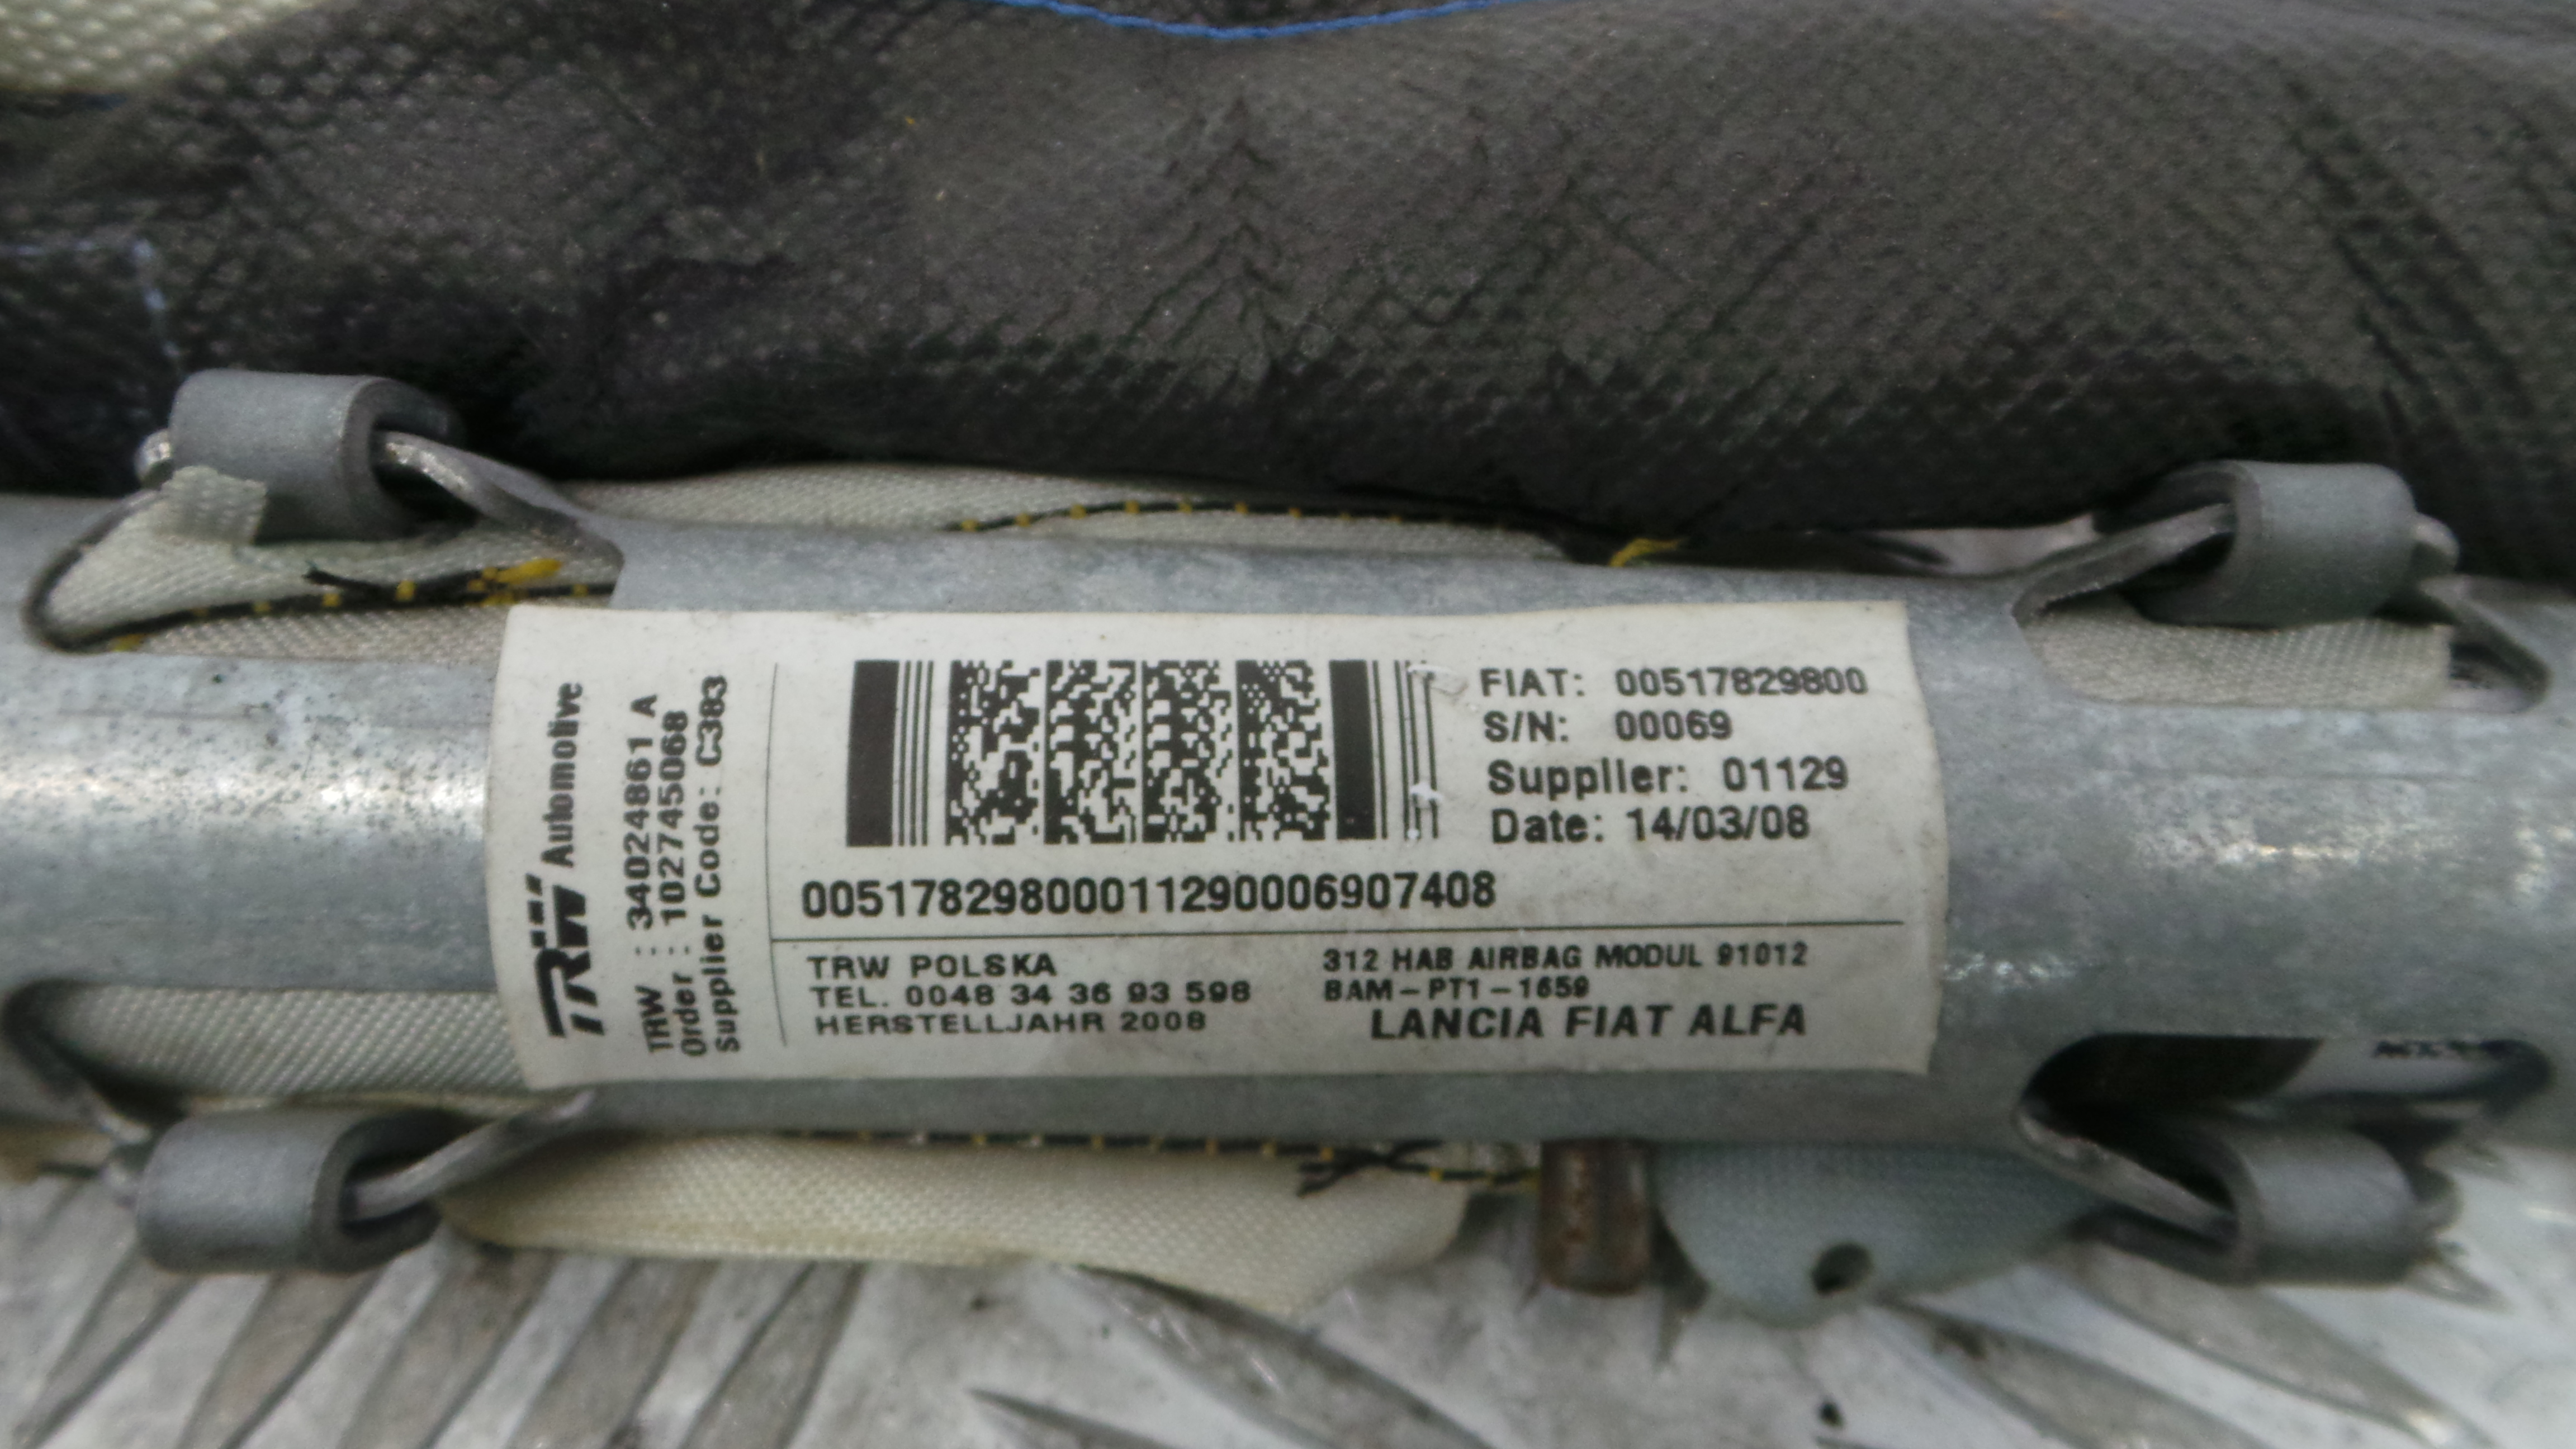 TRW Automotive
TRW : 34024861 A
Order : 102745068
Supplier Code: C383
FIAT: 00517829800
S/N: 00069
Supplier: 01129
Date: 14/03/08
00517829800011290006907408
TRW POLSKA
TEL. 0048 34 36 93 598
HERSTELLJAHR 2008
312 HAB AIRBAG MODUL 91012
BAM-PT1-1659
LANCIA FIAT ALFA